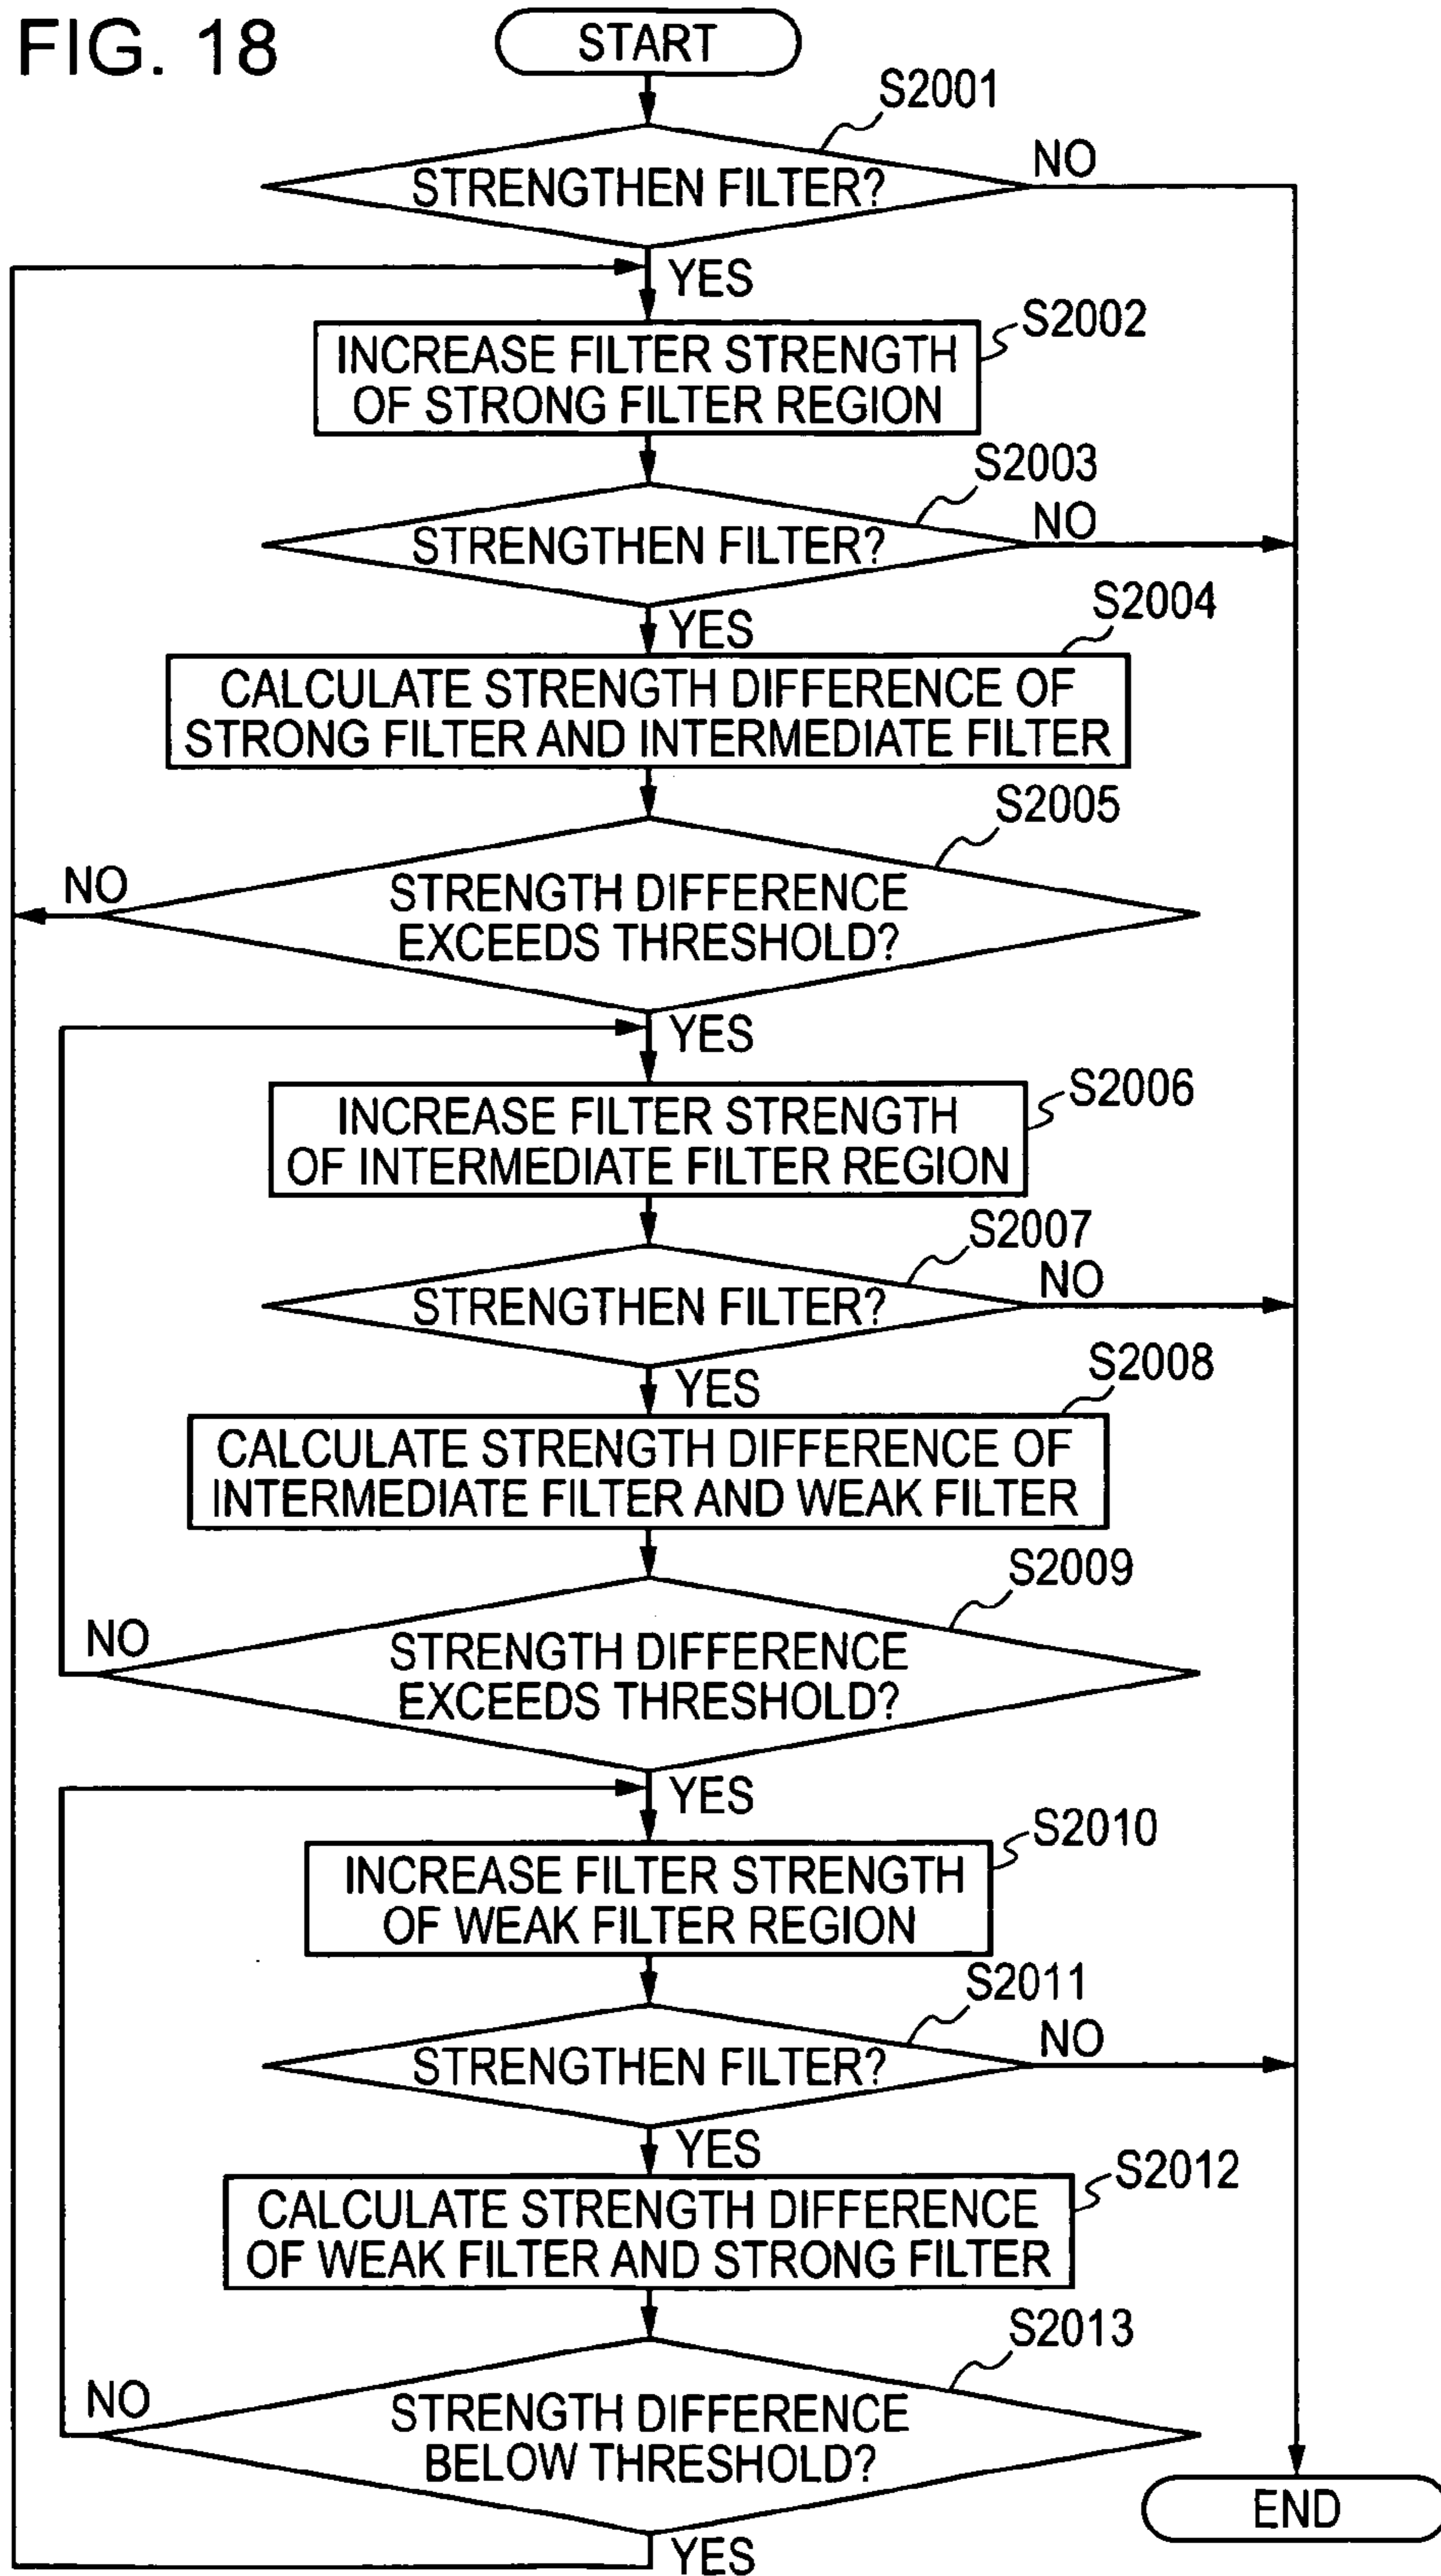 FIG. 18
START
S2001
STRENGTHEN FILTER?
NO
YES
S2002
INCREASE FILTER STRENGTH
OF STRONG FILTER REGION
S2003
STRENGTHEN FILTER?
NO
YES
S2004
CALCULATE STRENGTH DIFFERENCE OF
STRONG FILTER AND INTERMEDIATE FILTER
S2005
NO
STRENGTH DIFFERENCE
EXCEEDS THRESHOLD?
YES
S2006
INCREASE FILTER STRENGTH
OF INTERMEDIATE FILTER REGION
S2007
STRENGTHEN FILTER?
NO
YES
S2008
CALCULATE STRENGTH DIFFERENCE OF
INTERMEDIATE FILTER AND WEAK FILTER
S2009
NO
STRENGTH DIFFERENCE
EXCEEDS THRESHOLD?
YES
S2010
INCREASE FILTER STRENGTH
OF WEAK FILTER REGION
S2011
STRENGTHEN FILTER?
NO
YES
S2012
CALCULATE STRENGTH DIFFERENCE
OF WEAK FILTER AND STRONG FILTER
S2013
NO
STRENGTH DIFFERENCE
BELOW THRESHOLD?
YES
END